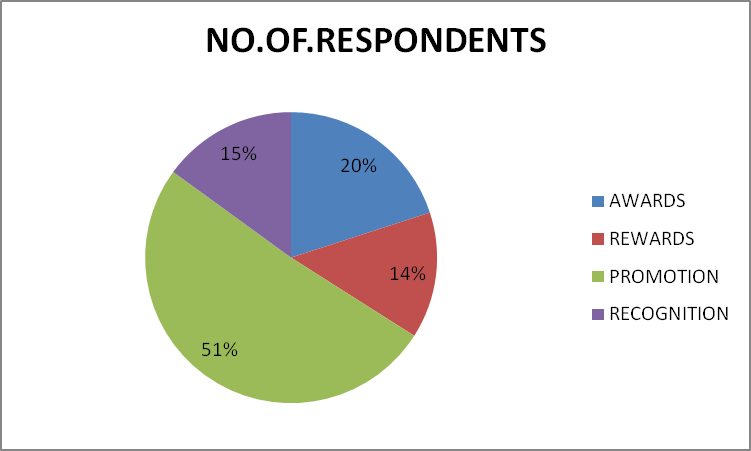 NO.OF.RESPONDENTS
15%
20%
14%
51%
AWARDS
REWARDS
PROMOTION
RECOGNITION